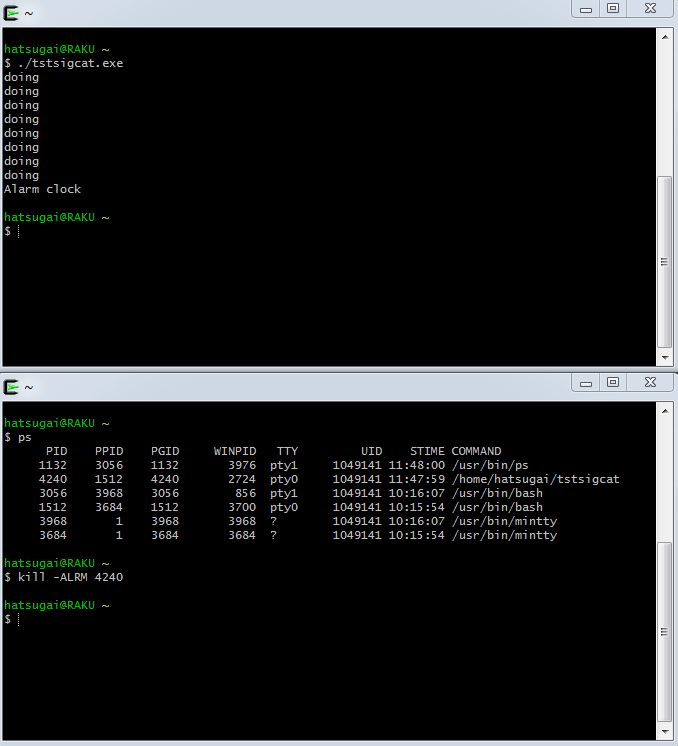 ~
hatsugai@RAKU ~
$ ./tstsigcat.exe
doing
doing
doing
doing
doing
doing
doing
doing
Alarm clock
hatsugai@RAKU ~
$
~
hatsugai@RAKU ~
$ ps
PID PPID PGID WINPID TTY UID STIME COMMAND
1132 3056 1132 3976 pty1 1049141 11:48:00 /usr/bin/ps
4240 1512 4240 2724 pty0 1049141 11:47:59 /home/hatsugai/tstsigcat
3056 3968 3056 856 pty1 1049141 10:16:07 /usr/bin/bash
1512 3684 1512 3700 pty0 1049141 10:15:54 /usr/bin/bash
3968 1 3968 3968 ? 1049141 10:16:07 /usr/bin/mintty
3684 1 3684 3684 ? 1049141 10:15:54 /usr/bin/mintty
hatsugai@RAKU ~
$ kill -ALRM 4240
hatsugai@RAKU ~
$